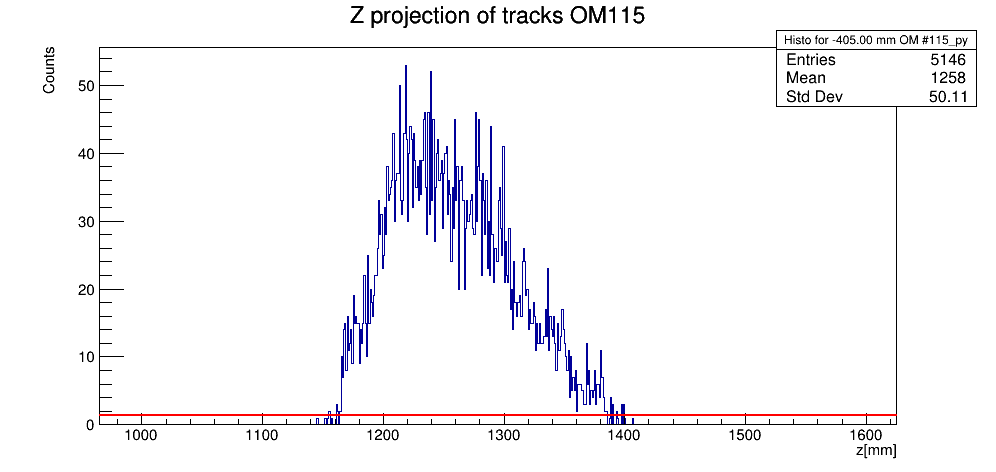 Z projection of tracks OM115
Histo for -405.00 mm OM #115_py
Entries 5146
Mean 1258
Std Dev 50.11
Counts
50
40
30
20
10
0
1000 1100 1200 1300 1400 1500 1600
z[mm]